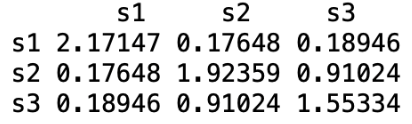 s1 s2 s3
s1 2.17147 0.17648 0.18946
s2 0.17648 1.92359 0.91024
s3 0.18946 0.91024 1.55334